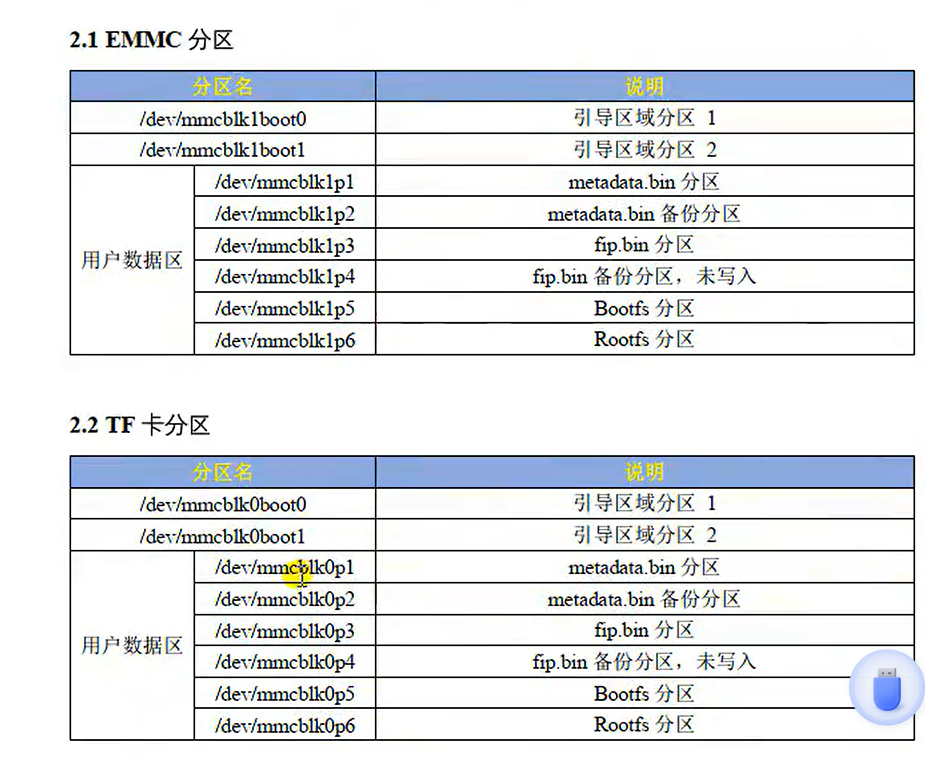 2.1 EMMC 分区
分区名 说明
/dev/mmcblk1boot0 引导区域分区 1
/dev/mmcblk1boot1 引导区域分区 2
用户数据区
/dev/mmcblk1p1 metadata.bin 分区
/dev/mmcblk1p2 metadata.bin 备份分区
/dev/mmcblk1p3 fip.bin 分区
/dev/mmcblk1p4 fip.bin 备份分区，未写入
/dev/mmcblk1p5 Bootfs 分区
/dev/mmcblk1p6 Rootfs 分区
2.2 TF 卡分区
分区名 说明
/dev/mmcblk0boot0 引导区域分区 1
/dev/mmcblk0boot1 引导区域分区 2
用户数据区
/dev/mmcblk0p1 metadata.bin 分区
/dev/mmcblk0p2 metadata.bin 备份分区
/dev/mmcblk0p3 fip.bin 分区
/dev/mmcblk0p4 fip.bin 备份分区，未写入
/dev/mmcblk0p5 Bootfs 分区
/dev/mmcblk0p6 Rootfs 分区